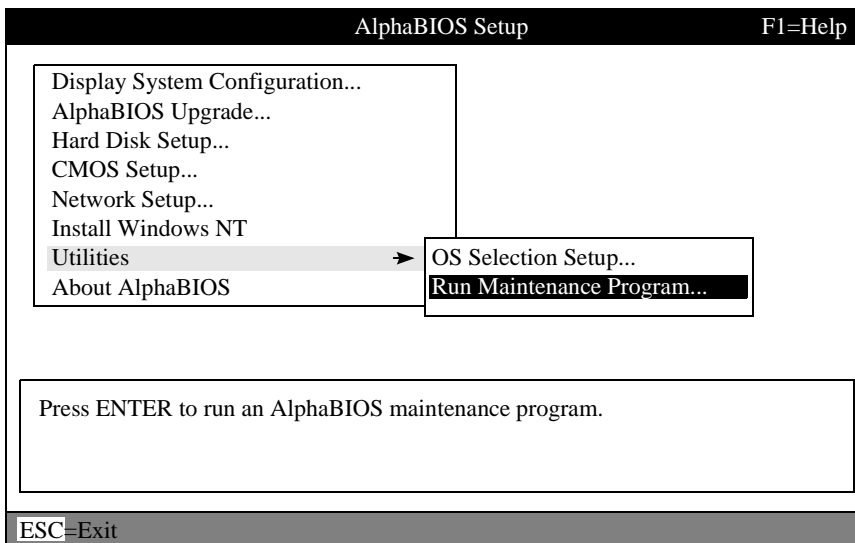 AlphaBIOS Setup F1=Help
Display System Configuration...
AlphaBIOS Upgrade...
Hard Disk Setup...
CMOS Setup...
Network Setup...
Install Windows NT
Utilities
About AlphaBIOS
OS Selection Setup...
Run Maintenance Program...
Press ENTER to run an AlphaBIOS maintenance program.
ESC=Exit